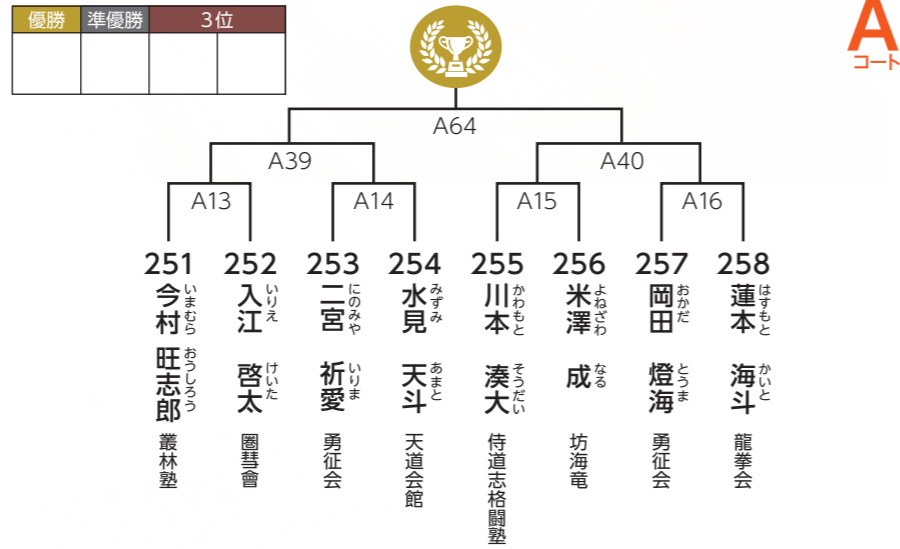 優勝 準優勝 3位
A
コート
A64
A39 A40
A13 A14 A15 A16
251 252 253 254 255 256 257 258
今村 旺志郎
いまむら おうしろう
叢林塾
入江 啓太
いりえ けいた
圏彗會
二宮 祈愛
にのみや いりま
勇征会
水見 天斗
みずみ あまと
天道会館
川本 湊大
かわもと そうだい
侍道志格闘塾
米澤 成
よねざわ なる
坊海竜
岡田 燈海
おかだ とうま
勇征会
蓮本 海斗
はすもと かいと
龍拳会